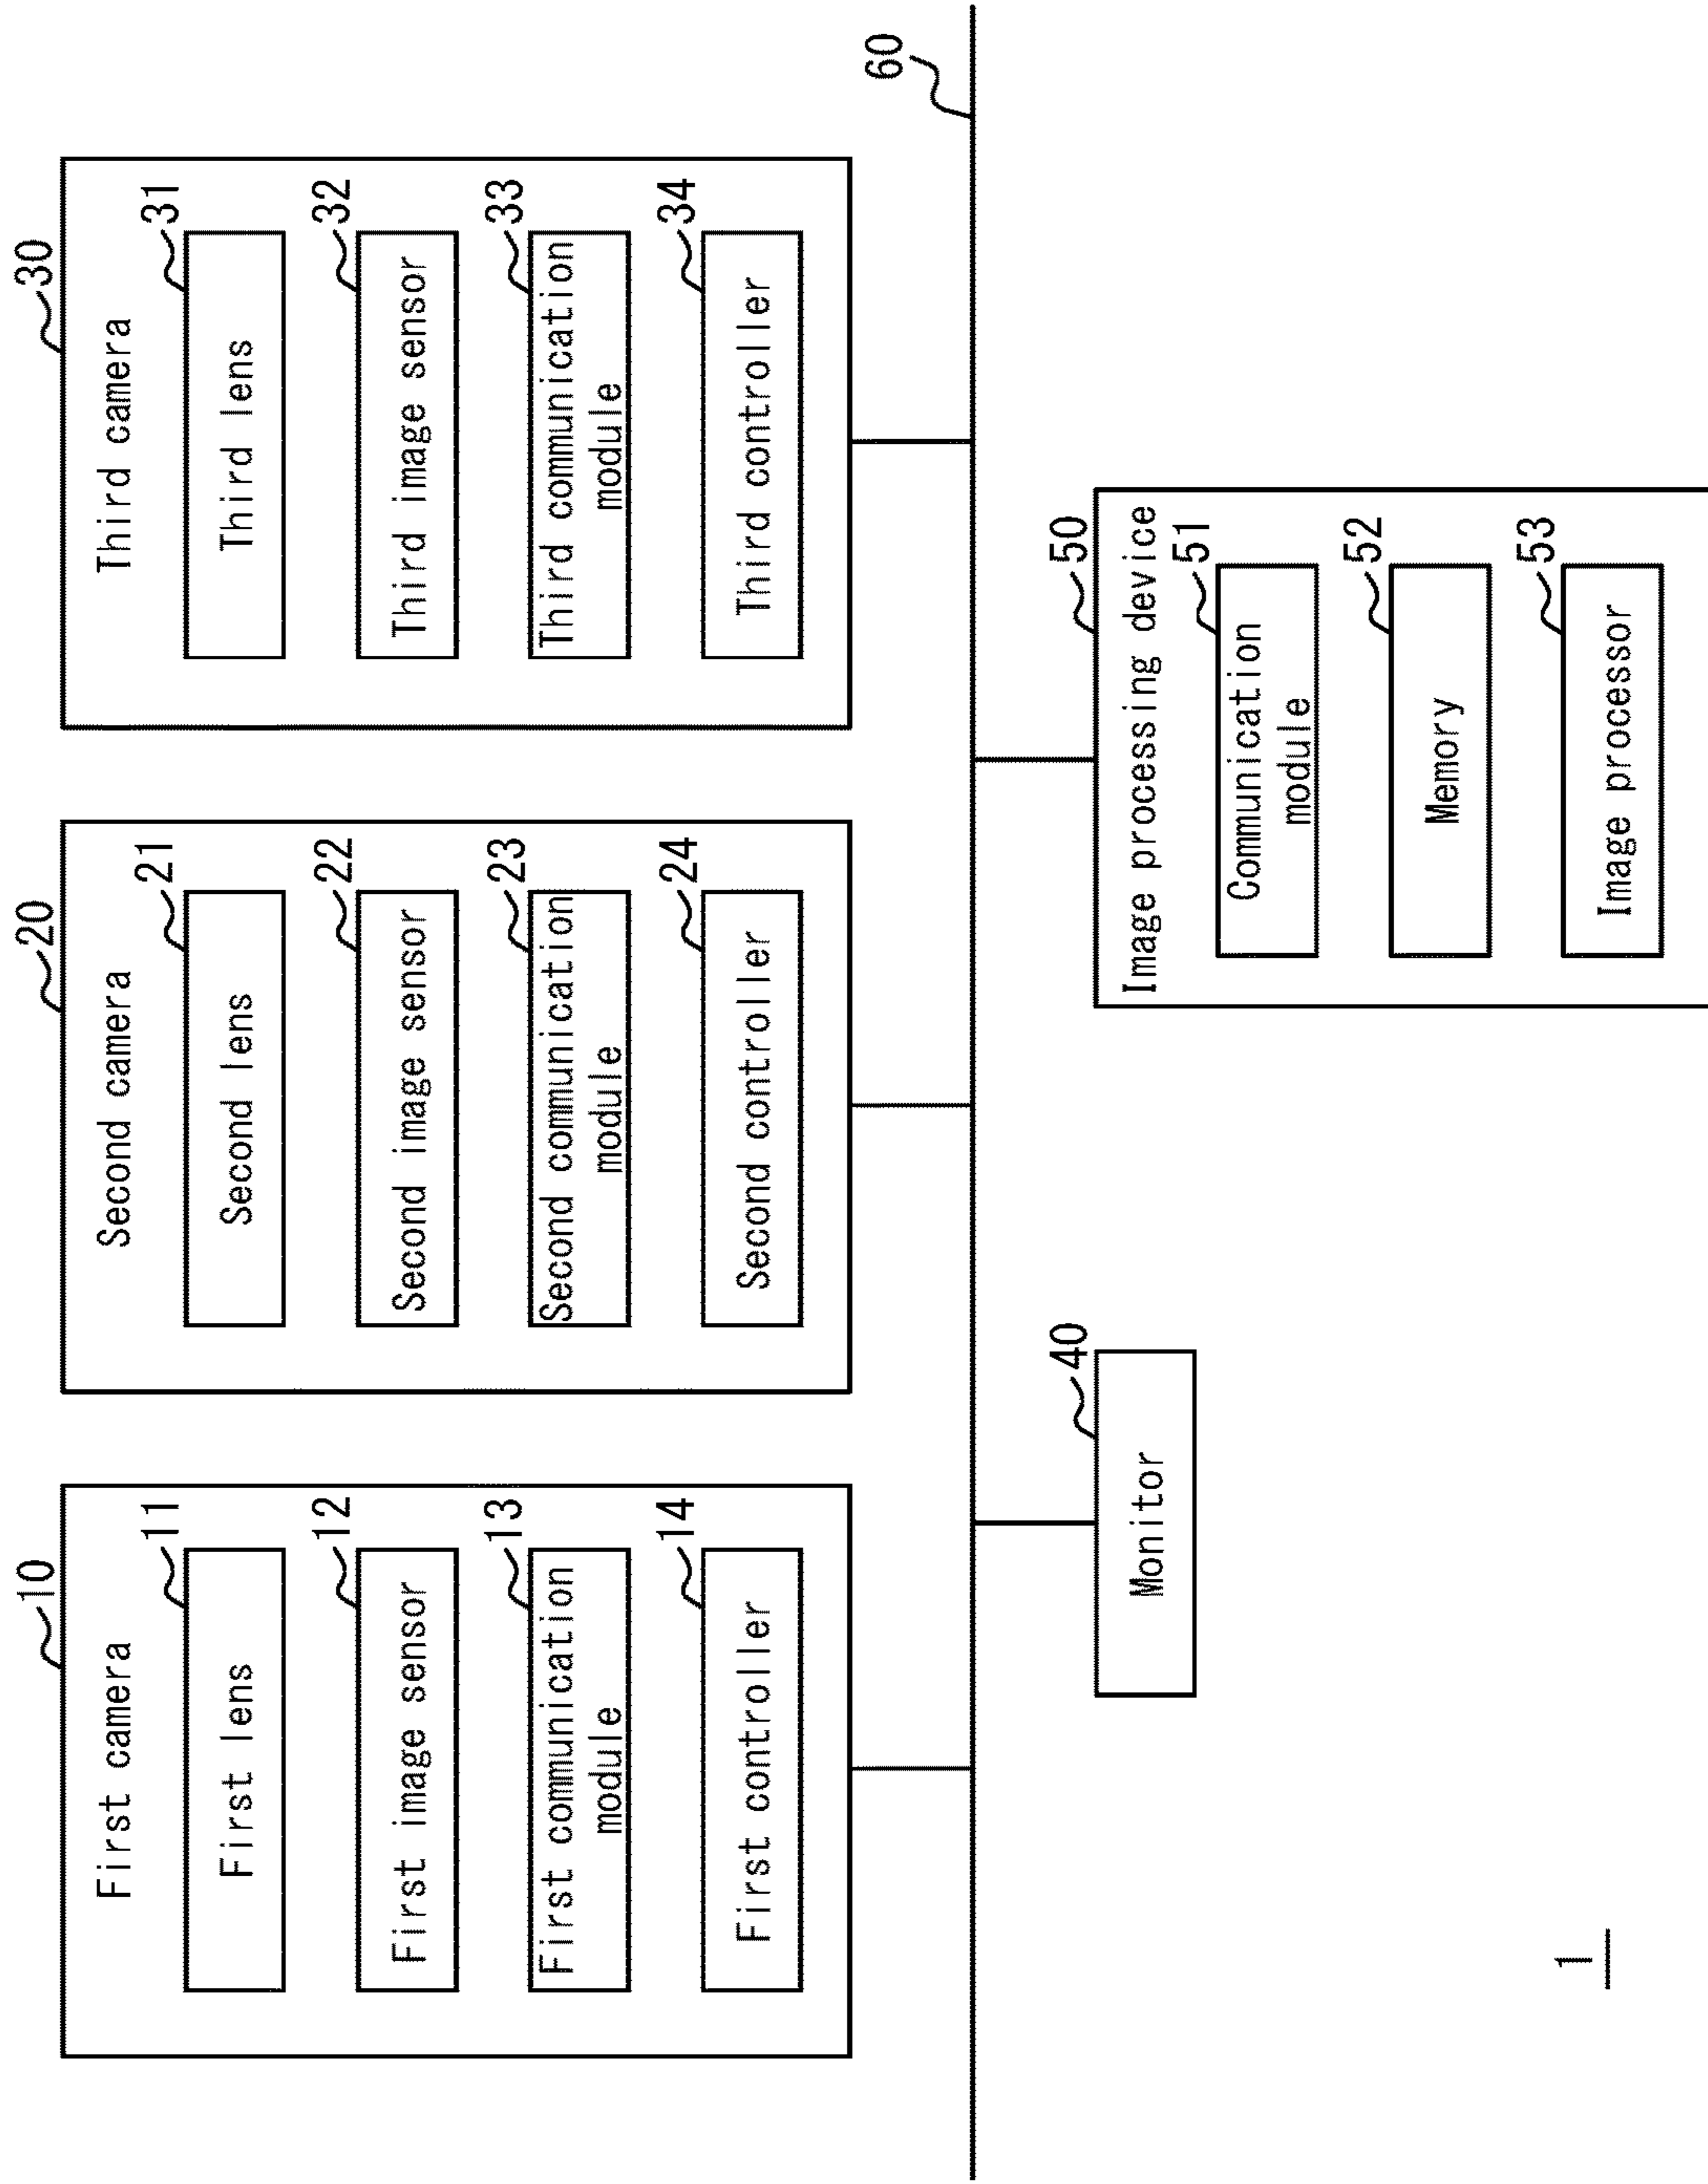 10
First camera
11
First lens
12
First image sensor
13
First communication
module
14
First controller
20
Second camera
21
Second lens
22
Second image sensor
23
Second communication
module
24
Second controller
30
Third camera
31
Third lens
32
Third image sensor
33
Third communication
module
34
Third controller
60
40
Monitor
50
Image processing device
51
Communication
module
52
Memory
53
Image processor
1